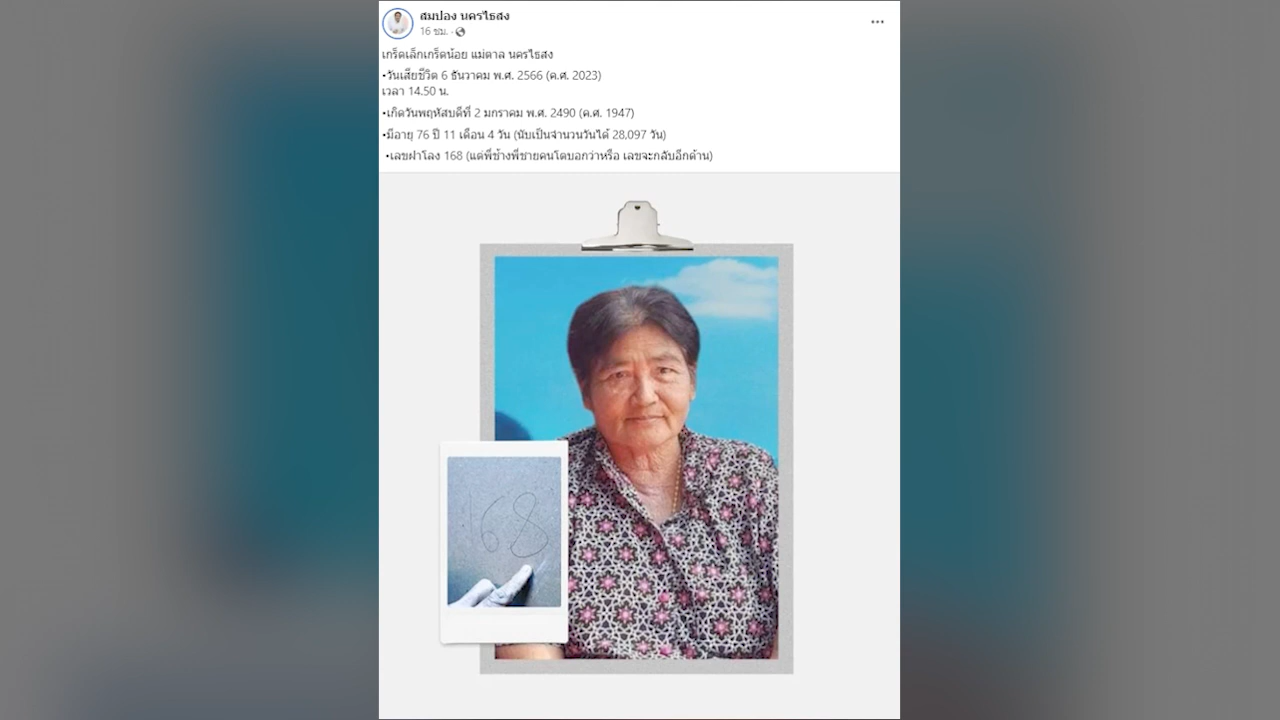 สมปอง นครไธสง
16 ชม.
เกร็ดเล็กเกร็ดน้อย แม่ตาล นครไธสง
•วันเสียชีวิต 6 ธันวาคม พ.ศ. 2566 (ค.ศ. 2023)
เวลา 14.50 น.
•เกิดวันพฤหัสบดีที่ 2 มกราคม พ.ศ. 2490 (ค.ศ. 1947)
•มีอายุ 76 ปี 11 เดือน 4 วัน (นับเป็นจำนวนวันได้ 28,097 วัน)
•เลขฝาโลง 168 (แต่พี่ช้างพี่ชายคนโตบอกว่าหรือ เลขจะกลับอีกด้าน)
168